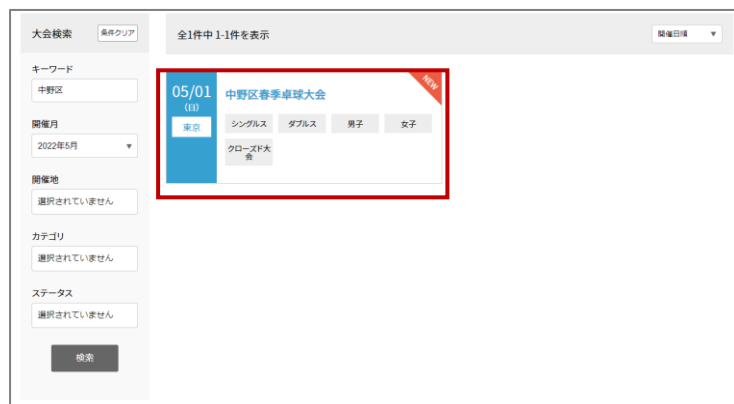 大会検索
条件クリア
キーワード
中野区
開催月
2022年5月
開催地
選択されていません
カテゴリ
選択されていません
ステータス
選択されていません
検索
全1件中 1-1件を表示
開催日順
05/01
(日)
東京
NEW
中野区春季卓球大会
シングルス
ダブルス
男子
女子
クローズド大
会